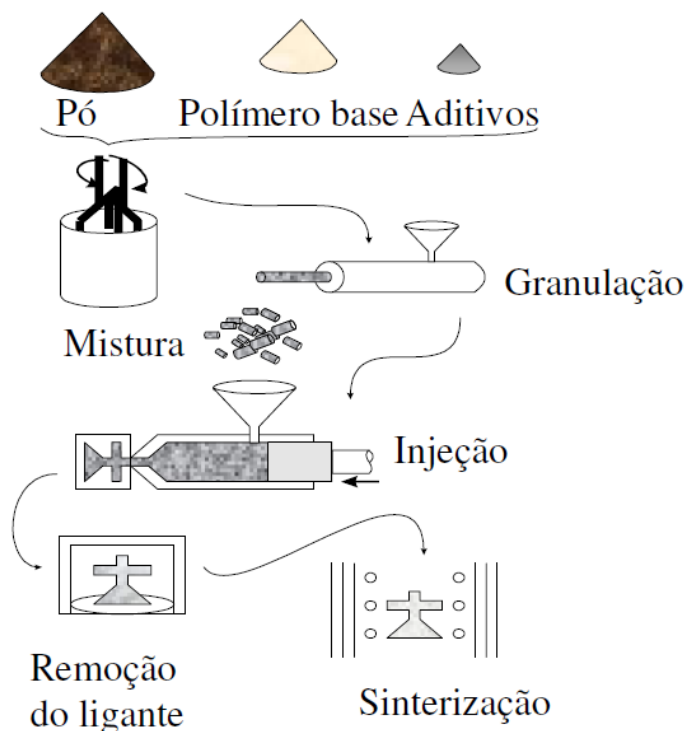 Pó Polímero base Aditivos
Mistura
Granulação
Injeção
Remoção
do ligante
Sinterização